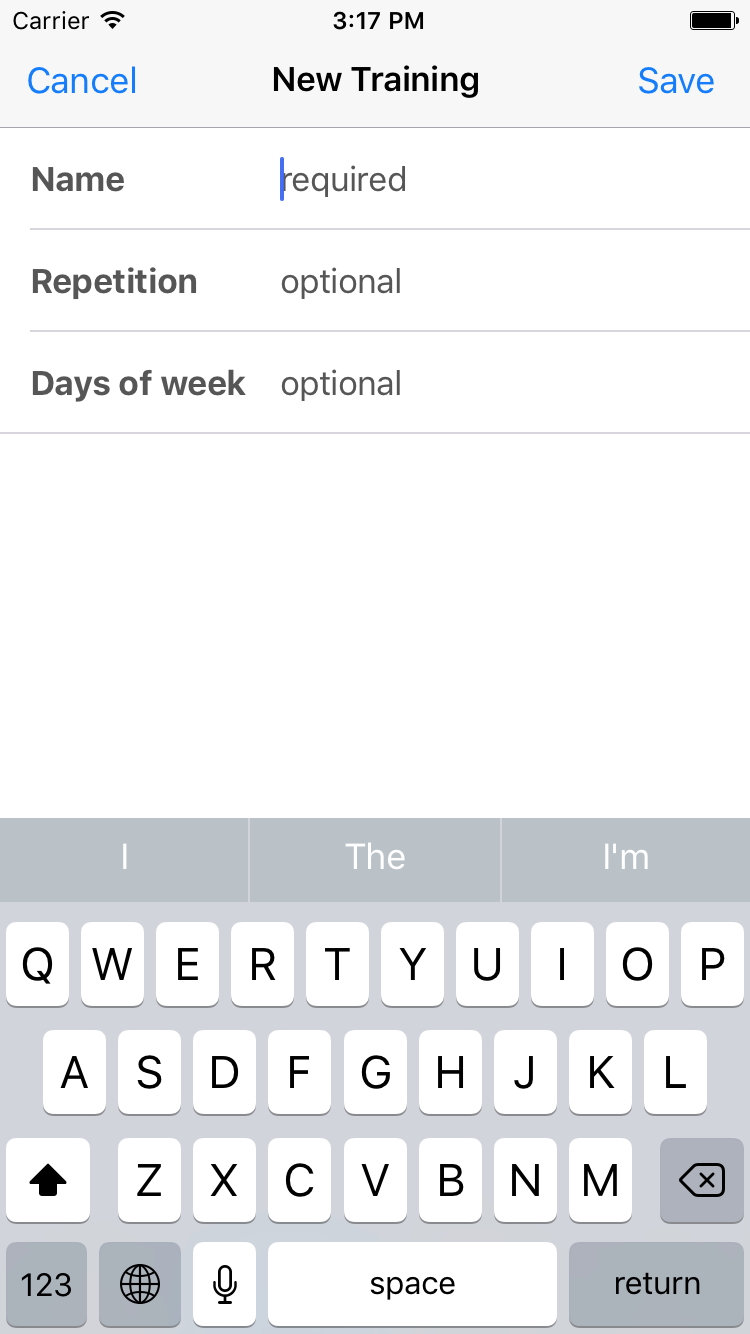 Carrier 3:17 PM
Cancel New Training Save
Name required
Repetition optional
Days of week optional
I The I'm
Q W E R T Y U I O P
A S D F G H J K L
Z X C V B N M
123 space return